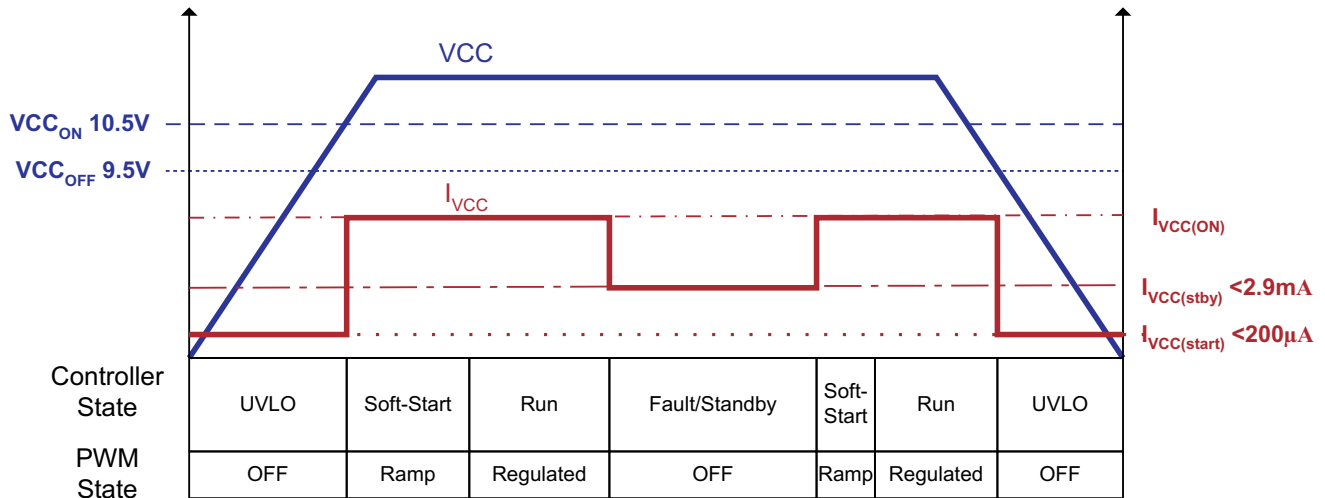 VCC
VCC_ON 10.5V
VCC_OFF 9.5V
I_VCC
I_VCC(ON)
I_VCC(stby) <2.9mA
I_VCC(start) <200µA
Controller
State
UVLO
Soft-Start
Run
Fault/Standby
Soft-
Start
Run
UVLO
PWM
State
OFF
Ramp
Regulated
OFF
Ramp
Regulated
OFF